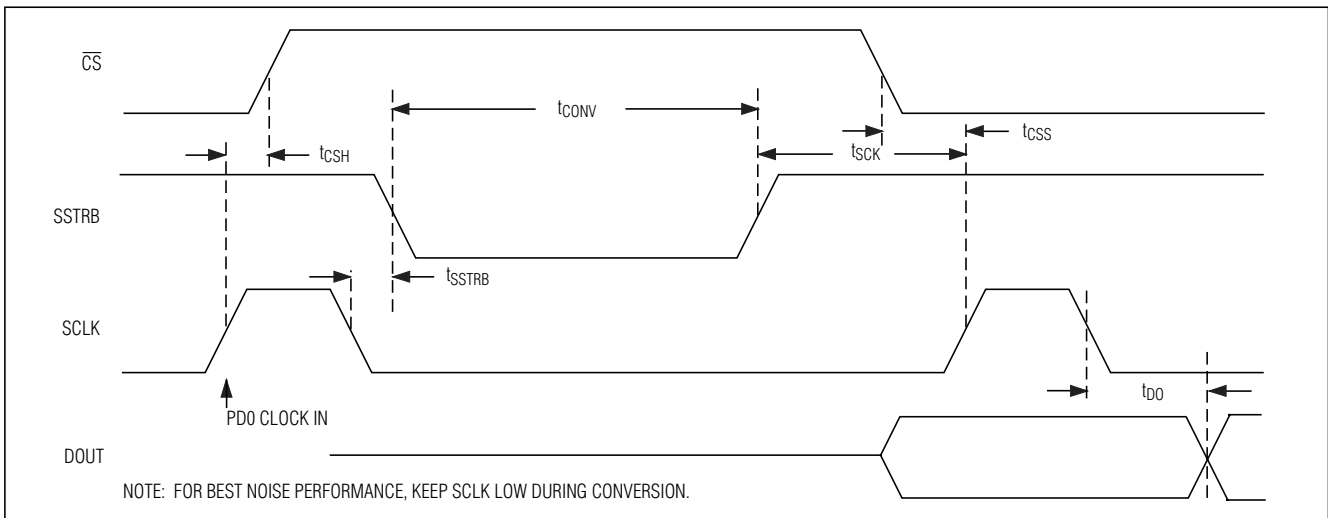 CS
tCONV
tCSS
tCSH
tSCK
SSTRB
tSSTRB
SCLK
tDO
PD0 CLOCK IN
DOUT
NOTE: FOR BEST NOISE PERFORMANCE, KEEP SCLK LOW DURING CONVERSION.